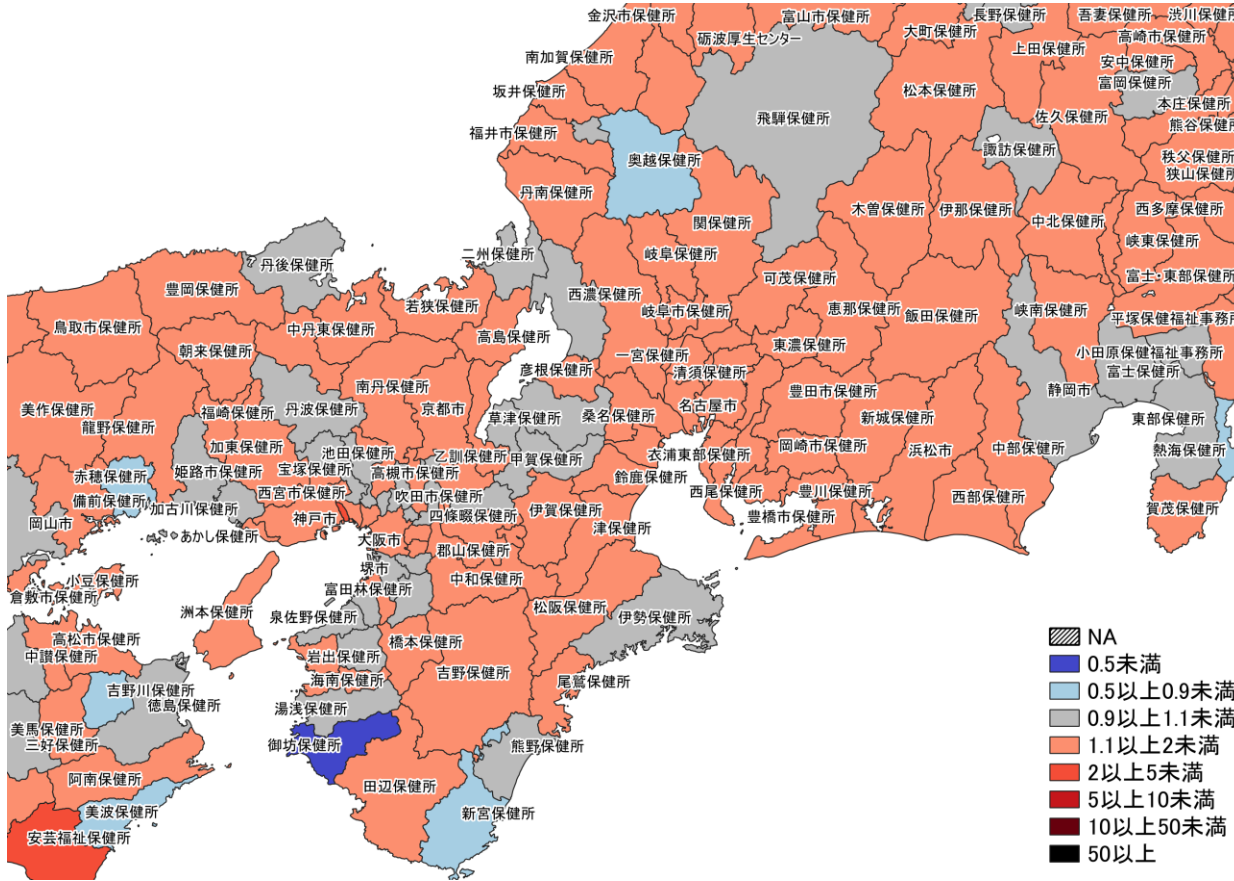 金沢市保健所
富山市保健所
長野保健所
吾妻保健所
渋川保健所
砺波厚生センター
大町保健所
高崎市保健所
南加賀保健所
上田保健所
安中保健所
富岡保健所
坂井保健所
松本保健所
本庄保健所
飛騨保健所
佐久保健所
熊谷保健所
福井市保健所
諏訪保健所
奥越保健所
秩父保健所
狭山保健所
丹南保健所
木曽保健所
伊那保健所
西多摩保健所
関保健所
中北保健所
峡東保健所
二州保健所
岐阜保健所
丹後保健所
可茂保健所
富士・東部保健所
豊岡保健所
西濃保健所
若狭保健所
岐阜市保健所
恵那保健所
峡南保健所
飯田保健所
平塚保健福祉事務所
鳥取市保健所
中丹東保健所
高島保健所
東濃保健所
朝来保健所
一宮保健所
小田原保健福祉事務所
彦根保健所
清須保健所
富士保健所
南丹保健所
豊田市保健所
静岡市
美作保健所
福崎保健所
丹波保健所
京都市
名古屋市
草津保健所
桑名保健所
新城保健所
東部保健所
龍野保健所
加東保健所
岡崎市保健所
中部保健所
池田保健所
乙訓保健所
甲賀保健所
衣浦東部保健所
浜松市
熱海保健所
赤穂保健所
姫路市保健所
宝塚保健所
高槻市保健所
鈴鹿保健所
備前保健所
西宮市保健所
吹田市保健所
西尾保健所
豊川保健所
西部保健所
賀茂保健所
加古川保健所
伊賀保健所
岡山市
神戸市
四條畷保健所
豊橋市保健所
津保健所
あかし保健所
大阪市
郡山保健所
堺市
小豆保健所
中和保健所
倉敷市保健所
富田林保健所
洲本保健所
松阪保健所
泉佐野保健所
伊勢保健所
高松市保健所
橋本保健所
中讃保健所
岩出保健所
吉野保健所
海南保健所
尾鷲保健所
吉野川保健所
徳島保健所
湯浅保健所
美馬保健所
御坊保健所
熊野保健所
三好保健所
阿南保健所
田辺保健所
美波保健所
新宮保健所
安芸福祉保健所
NA
0.5未満
0.5以上0.9未満
0.9以上1.1未満
1.1以上2未満
2以上5未満
5以上10未満
10以上50未満
50以上